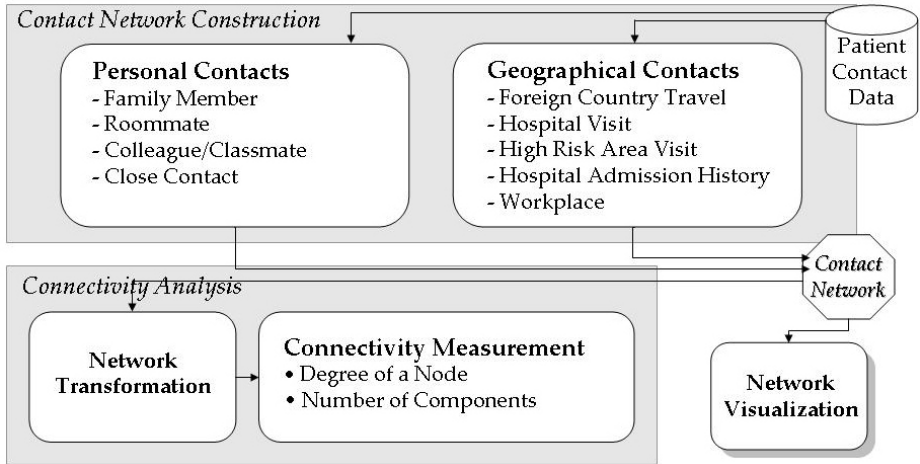 Contact Network Construction
Personal Contacts
- Family Member
- Roommate
- Colleague/Classmate
- Close Contact
Geographical Contacts
- Foreign Country Travel
- Hospital Visit
- High Risk Area Visit
- Hospital Admission History
- Workplace
Patient
Contact
Data
Contact
Network
Connectivity Analysis
Network
Transformation
Connectivity Measurement
• Degree of a Node
• Number of Components
Network
Visualization